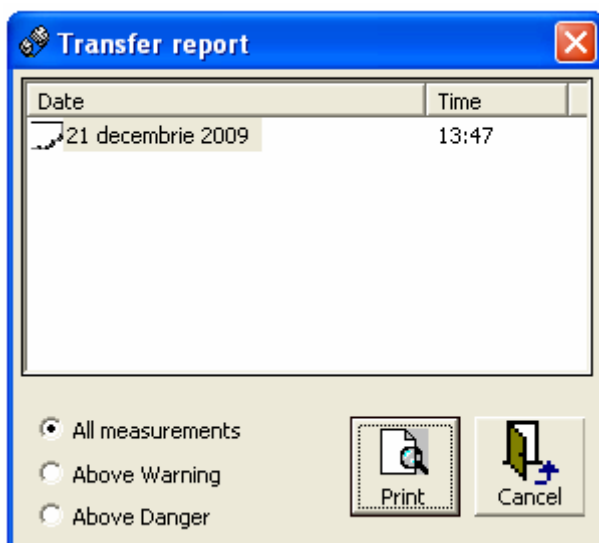 Transfer report
Date Time
21 decembrie 2009 13:47
All measurements
Above Warning
Above Danger
Print
Cancel